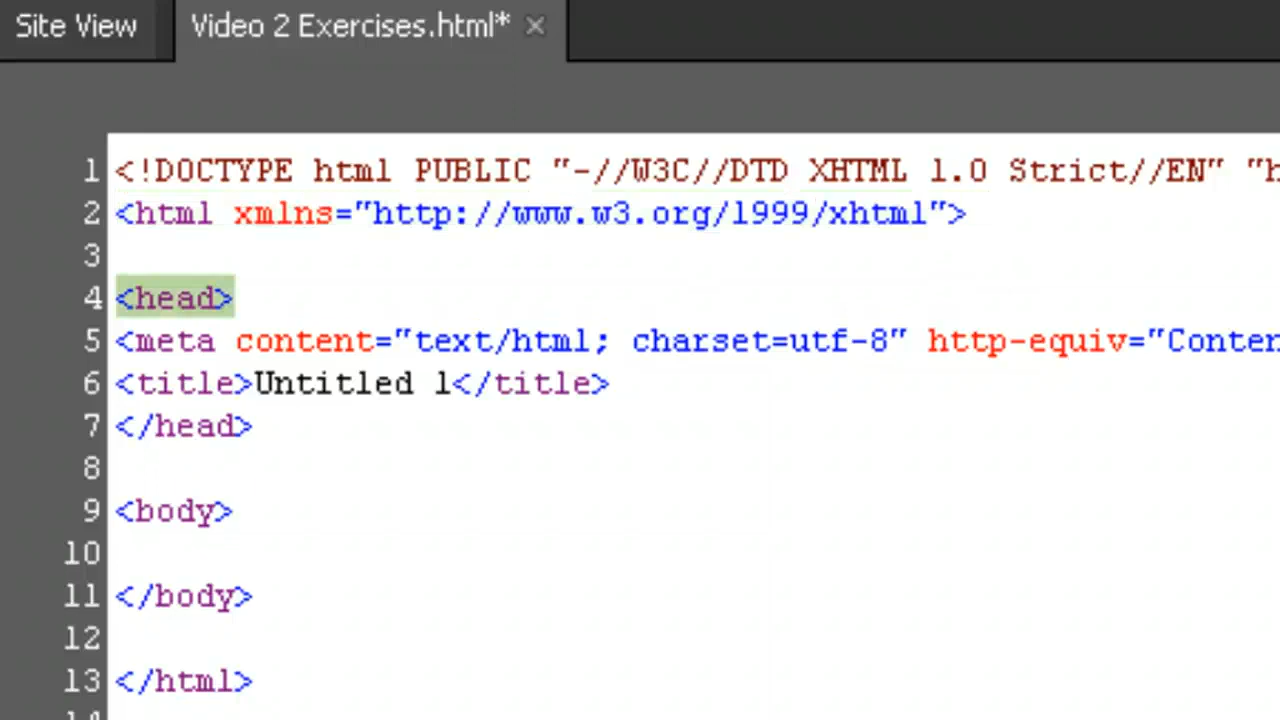 Site View
Video 2 Exercises.html* ×
1 <!DOCTYPE html PUBLIC "-//W3C//DTD XHTML 1.0 Strict//EN" "h
2 <html xmlns="http://www.w3.org/1999/xhtml">
3
4 <head>
5 <meta content="text/html; charset=utf-8" http-equiv="Conten
6 <title>Untitled 1</title>
7 </head>
8
9 <body>
10
11 </body>
12
13 </html>
14